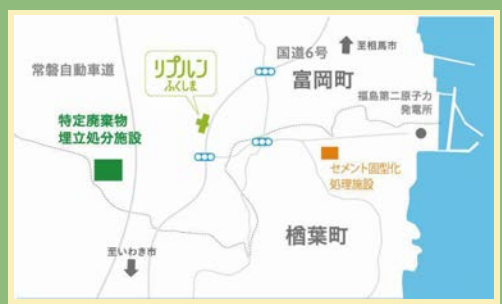 国道6号
至相馬市
常磐自動車道
リプルン
ふくしま
富岡町
福島第二原子力
発電所
特定廃棄物
埋立処分施設
セメント固型化
処理施設
楢葉町
至いわき市